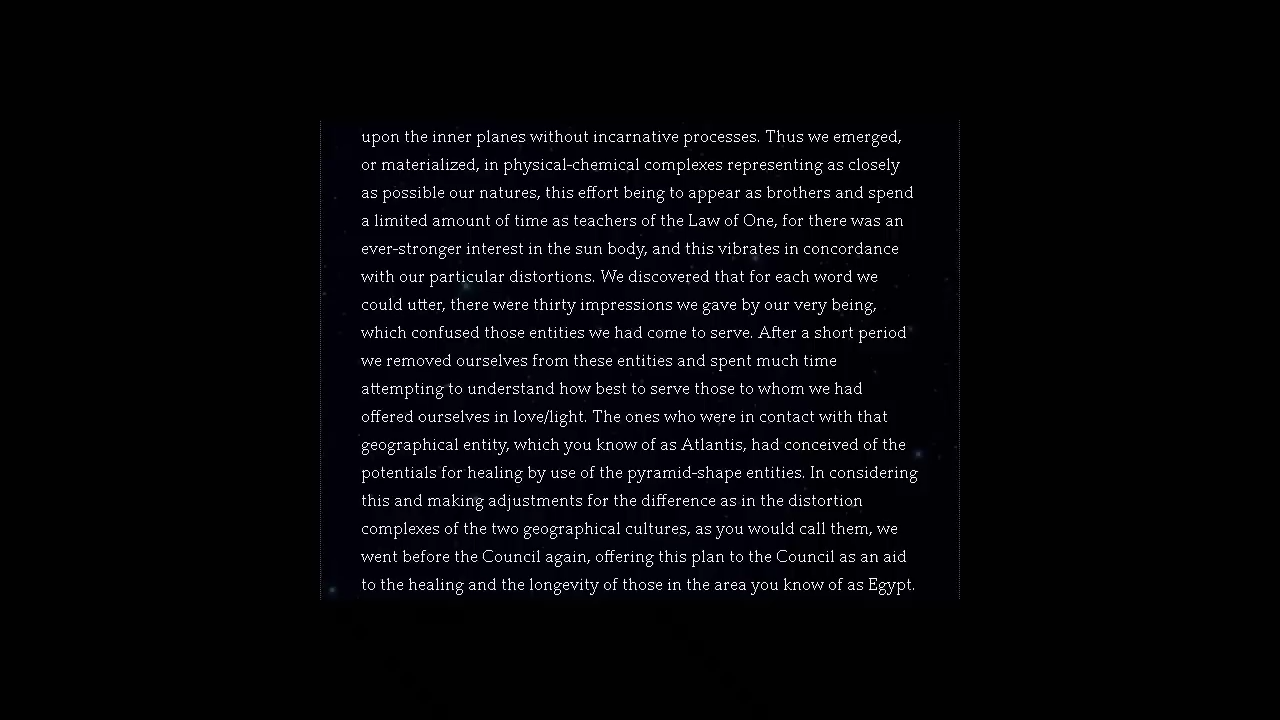 upon the inner planes without incarnative processes. Thus we emerged,
or materialized, in physical-chemical complexes representing as closely
as possible our natures, this effort being to appear as brothers and spend
a limited amount of time as teachers of the Law of One, for there was an
ever-stronger interest in the sun body, and this vibrates in concordance
with our particular distortions. We discovered that for each word we
could utter, there were thirty impressions we gave by our very being,
which confused those entities we had come to serve. After a short period
we removed ourselves from these entities and spent much time
attempting to understand how best to serve those to whom we had
offered ourselves in love/light. The ones who were in contact with that
geographical entity, which you know of as Atlantis, had conceived of the
potentials for healing by use of the pyramid-shape entities. In considering
this and making adjustments for the difference as in the distortion
complexes of the two geographical cultures, as you would call them, we
went before the Council again, offering this plan to the Council as an aid
to the healing and the longevity of those in the area you know of as Egypt.